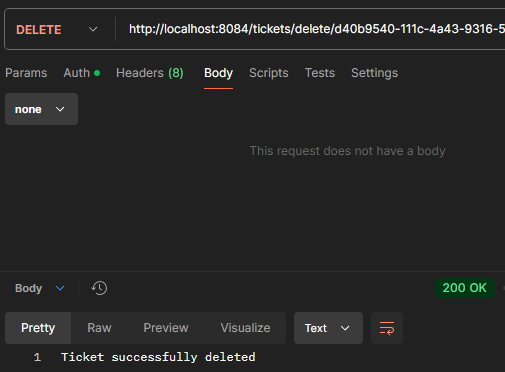 DELETE http://localhost:8084/tickets/delete/d40b9540-111c-4a43-9316-5
Params Auth Headers (8) Body Scripts Tests Settings
none
This request does not have a body
Body 200 OK
Pretty Raw Preview Visualize Text
1 Ticket successfully deleted